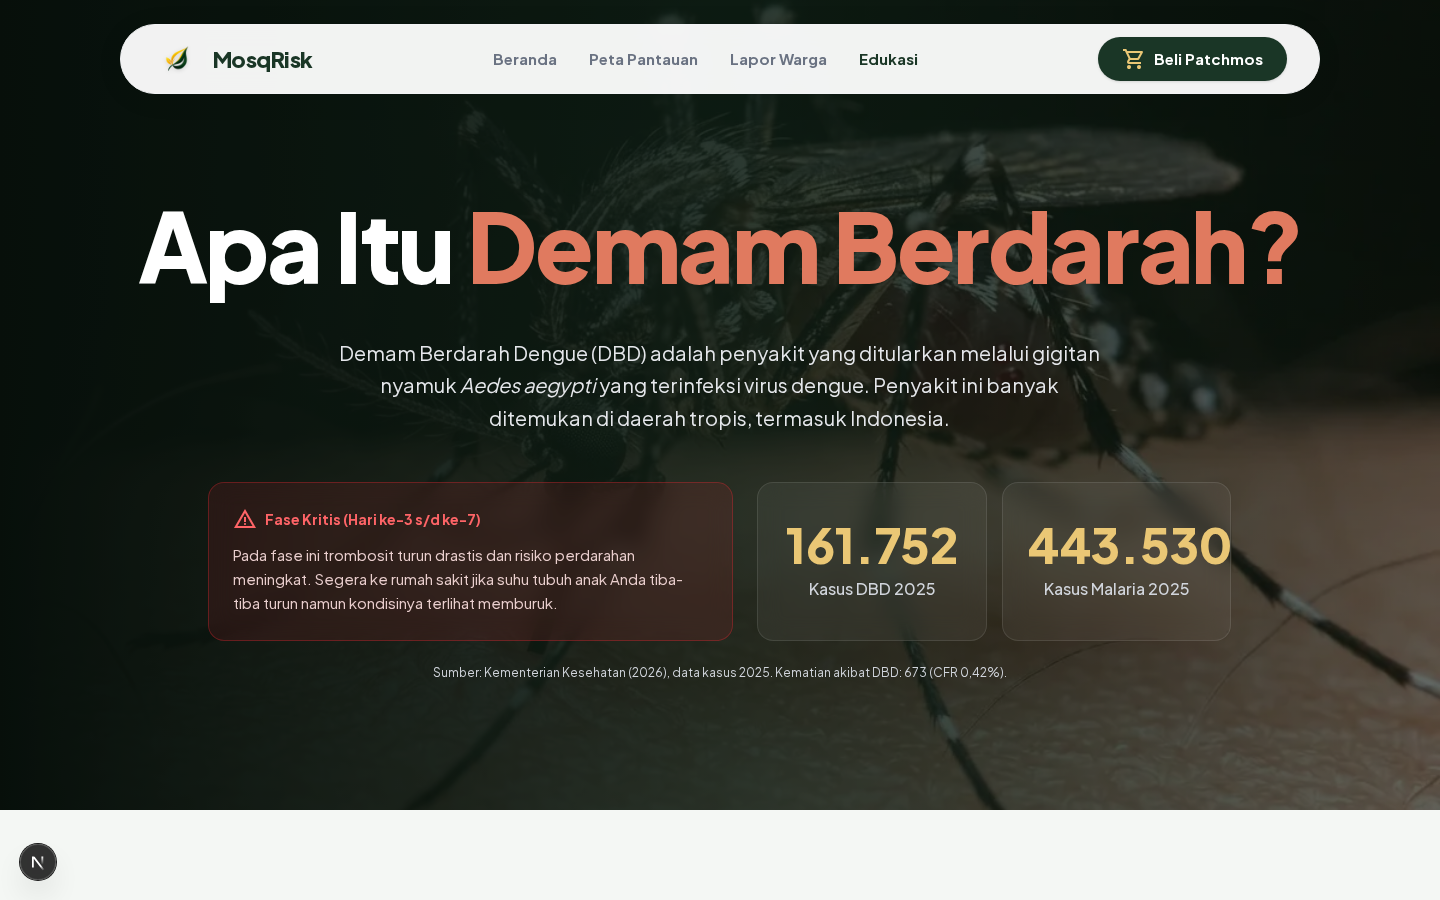 MosqRisk
Beranda
Peta Pantauan
Lapor Warga
Edukasi
Beli Patchmos
Apa Itu Demam Berdarah?
Demam Berdarah Dengue (DBD) adalah penyakit yang ditularkan melalui gigitan
nyamuk Aedes aegypti yang terinfeksi virus dengue. Penyakit ini banyak
ditemukan di daerah tropis, termasuk Indonesia.
Fase Kritis (Hari ke-3 s/d ke-7)
Pada fase ini trombosit turun drastis dan risiko perdarahan
meningkat. Segera ke rumah sakit jika suhu tubuh anak Anda tiba-
tiba turun namun kondisinya terlihat memburuk.
161.752
Kasus DBD 2025
443.530
Kasus Malaria 2025
Sumber: Kementerian Kesehatan (2026), data kasus 2025. Kematian akibat DBD: 673 (CFR 0,42%).
N